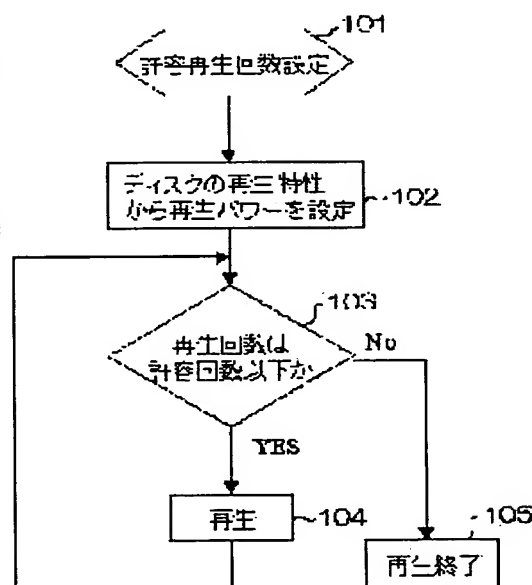 101
許容再生回数設定
ディスクの再生特性
から再生パワーを設定
102
103
再生回数は
許容回数以下か
No
YES
再生
104
105
再生終了